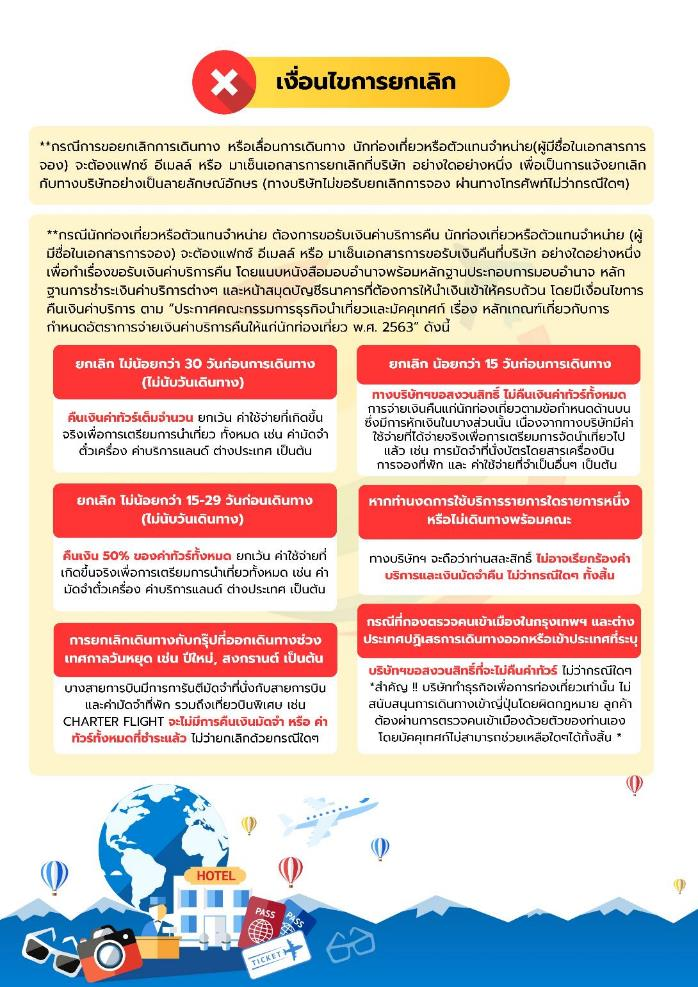 เงื่อนไขการยกเลิก
**กรณีการขอยกเลิกการเดินทาง หรือเลื่อนการเดินทาง นักท่องเที่ยวหรือตัวแทนจำหน่าย(ผู้มีชื่อในเอกสารการ
จอง) จะต้องแฟกซ์ อีเมลล์ หรือ มาเซ็นเอกสารการยกเลิกที่บริษัท อย่างใดอย่างหนึ่ง เพื่อเป็นการแจ้งยกเลิก
กับทางบริษัทอย่างเป็นลายลักษณ์อักษร (ทางบริษัทไม่ขอรับยกเลิกการจอง ผ่านทางโทรศัพท์ไม่ว่ากรณีใดๆ)
**กรณีนักท่องเที่ยวหรือตัวแทนจำหน่าย ต้องการขอรับเงินค่าบริการคืน นักท่องเที่ยวหรือตัวแทนจำหน่าย (ผู้
มีชื่อในเอกสารการจอง) จะต้องแฟกซ์ อีเมลล์ หรือ มาเซ็นเอกสารการขอรับเงินคืนที่บริษัท อย่างใดอย่างหนึ่ง
เพื่อทำเรื่องขอรับเงินค่าบริการคืน โดยแนบหนังสือมอบอำนาจพร้อมหลักฐานประกอบการมอบอำนาจ หลัก
ฐานการชำระเงินค่าบริการต่างๆ และหน้าสมุดบัญชีธนาคารที่ต้องการให้นำเงินเข้าให้ครบถ้วน โดยมีเงื่อนไขการ
คืนเงินค่าบริการ ตาม “ประกาศคณะกรรมการธุรกิจนำเที่ยวและมัคคุเทศก์ เรื่อง หลักเกณฑ์เกี่ยวกับการ
กำหนดอัตราการจ่ายเงินค่าบริการคืนให้แก่นักท่องเที่ยว พ.ศ. 2563” ดังนี้
ยกเลิก ไม่น้อยกว่า 30 วันก่อนการเดินทาง
(ไม่นับวันเดินทาง)
คืนเงินค่าทัวร์เต็มจำนวน ยกเว้น ค่าใช้จ่ายที่เกิดขึ้น
จริงเพื่อการเตรียมการนำเที่ยว ทั้งหมด เช่น ค่ามัดจำ
ตั๋วเครื่อง ค่าบริการแลนด์ ต่างประเทศ เป็นต้น
ยกเลิก ไม่น้อยกว่า 15-29 วันก่อนเดินทาง
(ไม่นับวันเดินทาง)
คืนเงิน 50% ของค่าทัวร์ทั้งหมด ยกเว้น ค่าใช้จ่ายที่
เกิดขึ้นจริงเพื่อการเตรียมการนำเที่ยวทั้งหมด เช่น ค่า
มัดจำตั๋วเครื่อง ค่าบริการแลนด์ ต่างประเทศ เป็นต้น
การยกเลิกเดินทางกับกรุ๊ปที่ออกเดินทางช่วง
เทศกาลวันหยุด เช่น ปีใหม่, สงกรานต์ เป็นต้น
บางสายการบินมีการการันตีมัดจำที่นั่งกับสายการบิน
และค่ามัดจำที่พัก รวมถึงเที่ยวบินพิเศษ เช่น
CHARTER FLIGHT จะไม่มีการคืนเงินมัดจำ หรือ ค่า
ทัวร์ทั้งหมดที่ชำระแล้ว ไม่ว่ายกเลิกด้วยกรณีใดๆ
ยกเลิก น้อยกว่า 15 วันก่อนการเดินทาง
ทางบริษัทฯขอสงวนสิทธิ์ ไม่คืนเงินค่าทัวร์ทั้งหมด
การจ่ายเงินคืนแก่นักท่องเที่ยวตามข้อกำหนดด้านบน
ซึ่งมีการหักเงินในบางส่วนนั้น เนื่องจากทางบริษัทมีค่า
ใช้จ่ายที่ได้จ่ายจริงเพื่อการเตรียมการจัดนำเที่ยวไป
แล้ว เช่น การมัดจำที่นั่งบัตรโดยสารเครื่องบิน
การจองที่พัก และ ค่าใช้จ่ายที่จำเป็นอื่นๆ เป็นต้น
หากท่านงดการใช้บริการรายการใดรายการหนึ่ง
หรือไม่เดินทางพร้อมคณะ
ทางบริษัทฯ จะถือว่าท่านสละสิทธิ์ ไม่อาจเรียกร้องค่า
บริการและเงินมัดจำคืน ไม่ว่ากรณีใดๆ ทั้งสิ้น
กรณีที่กองตรวจคนเข้าเมืองในกรุงเทพฯ และต่าง
ประเทศปฏิเสธการเดินทางออกหรือเข้าประเทศที่ระบุ
บริษัทฯขอสงวนสิทธิ์ที่จะไม่คืนค่าทัวร์ ไม่ว่ากรณีใดๆ
*สำคัญ !! บริษัททำธุรกิจเพื่อการท่องเที่ยวเท่านั้น ไม่
สนับสนุนการเดินทางเข้าญี่ปุ่นโดยผิดกฎหมาย ลูกค้า
ต้องผ่านการตรวจคนเข้าเมืองด้วยตัวของท่านเอง
โดยมัคคุเทศก์ไม่สามารถช่วยเหลือใดๆได้ทั้งสิ้น *
HOTEL
PASS
PASS
TICKET